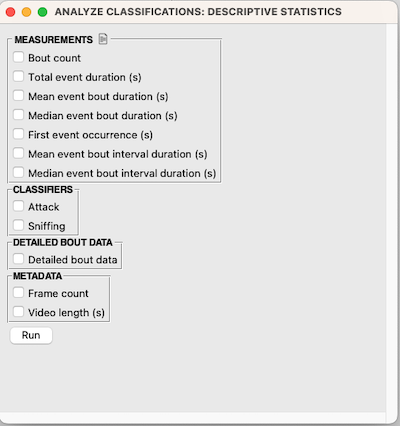 ANALYZE CLASSIFICATIONS: DESCRIPTIVE STATISTICS
MEASUREMENTS
Bout count
Total event duration (s)
Mean event bout duration (s)
Median event bout duration (s)
First event occurrence (s)
Mean event bout interval duration (s)
Median event bout interval duration (s)
CLASSIFIERS
Attack
Sniffing
DETAILED BOUT DATA
Detailed bout data
METADATA
Frame count
Video length (s)
Run